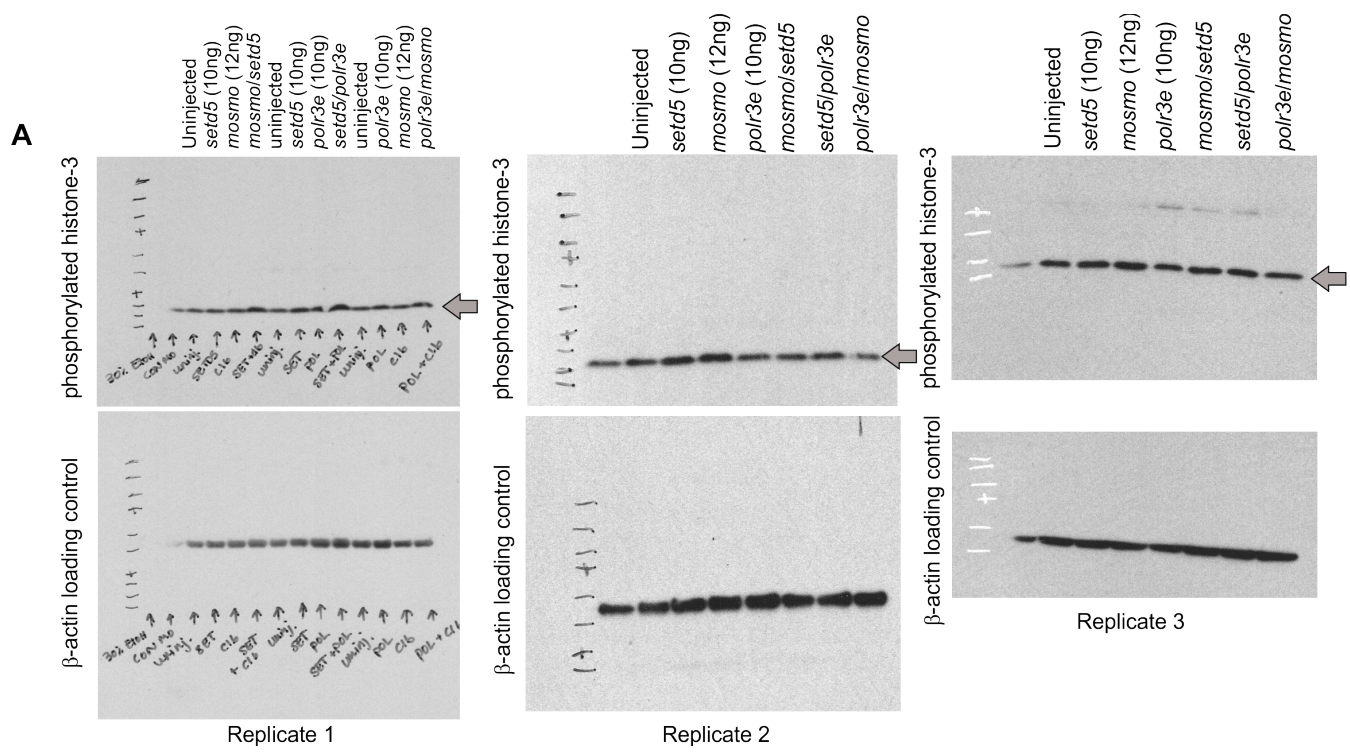 A
Uninjected
setd5 (10ng)
mosmo (12ng)
mosmo/setd5
uninjected
setd5 (10ng)
polr3e (10ng)
setd5/polr3e
uninjected
polr3e (10ng)
mosmo (12ng)
polr3e/mosmo
phosphorylated histone-3
30% EtOH
CON MO
uninj.
SETD5
C16
SET+16
uninj.
SET
POL
SET+POL
uninj.
POL
C16
POL+C16
β-actin loading control
30% EtOH
CON MO
uninj.
SET
C16
SET
+ C16
uninj.
SET
POL
SET+POL
uninj.
POL
C16
POL+C16
Replicate 1
Uninjected
setd5 (10ng)
mosmo (12ng)
polr3e (10ng)
mosmo/setd5
setd5/polr3e
polr3e/mosmo
phosphorylated histone-3
β-actin loading control
Replicate 2
Uninjected
setd5 (10ng)
mosmo (12ng)
polr3e (10ng)
mosmo/setd5
setd5/polr3e
polr3e/mosmo
phosphorylated histone-3
β-actin loading control
Replicate 3